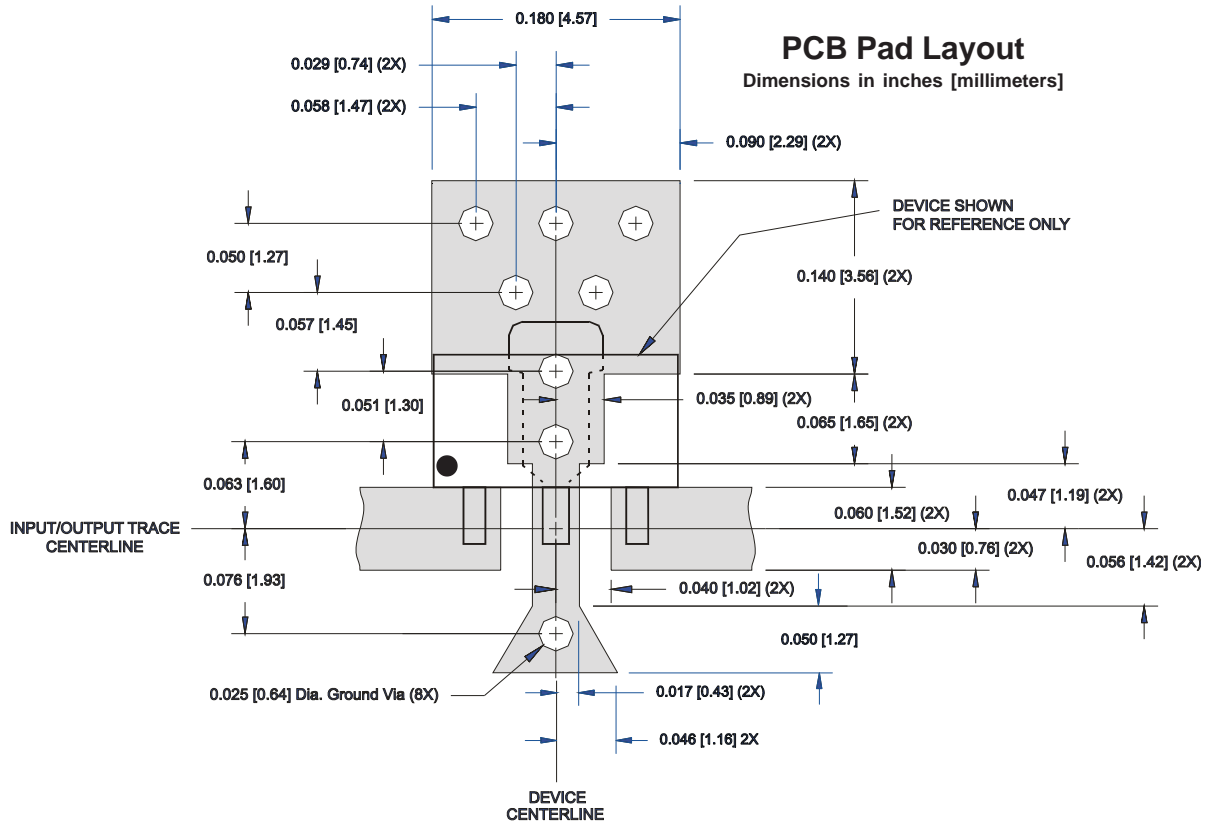 0.180 [4.57]
PCB Pad Layout
Dimensions in inches [millimeters]
0.029 [0.74] (2X)
0.058 [1.47] (2X)
0.090 [2.29] (2X)
DEVICE SHOWN
FOR REFERENCE ONLY
0.050 [1.27]
0.140 [3.56] (2X)
0.057 [1.45]
0.051 [1.30]
0.035 [0.89] (2X)
0.065 [1.65] (2X)
0.063 [1.60]
0.047 [1.19] (2X)
0.060 [1.52] (2X)
INPUT/OUTPUT TRACE
CENTERLINE
0.030 [0.76] (2X)
0.056 [1.42] (2X)
0.076 [1.93]
0.040 [1.02] (2X)
0.050 [1.27]
0.025 [0.64] Dia. Ground Via (8X)
0.017 [0.43] (2X)
0.046 [1.16] 2X
DEVICE
CENTERLINE